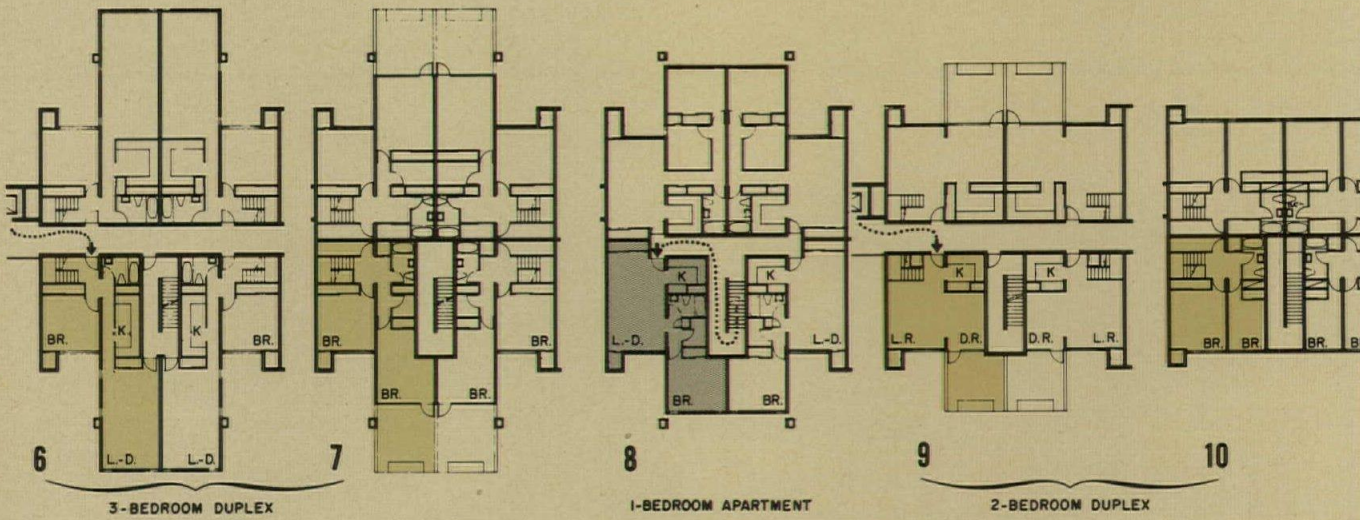 K
K
BR.
BR.
L.-D.
L.-D.
6
BR.
BR.
BR.
BR.
7
K
K
L.-D.
L.-D.
BR.
BR.
8
K
K
L.R.
D.R.
D.R.
L.R.
9
BR.
BR.
BR.
10
3-BEDROOM DUPLEX
1-BEDROOM APARTMENT
2-BEDROOM DUPLEX